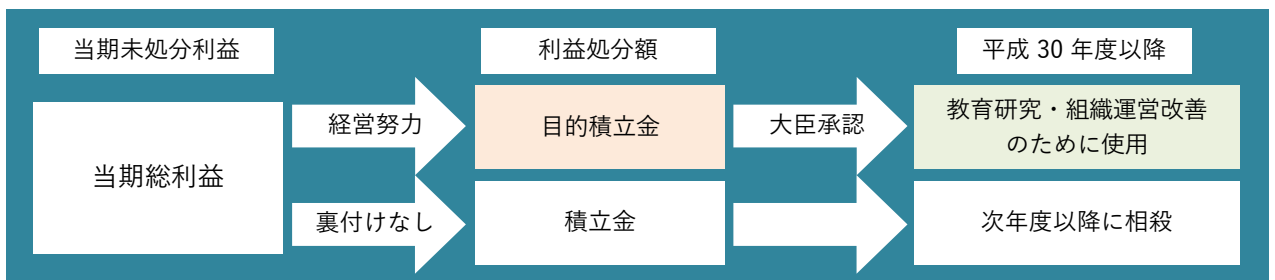 当期未処分利益
利益処分額
平成 30 年度以降
当期総利益
経営努力
目的積立金
大臣承認
教育研究・組織運営改善
のために使用
裏付けなし
積立金
次年度以降に相殺